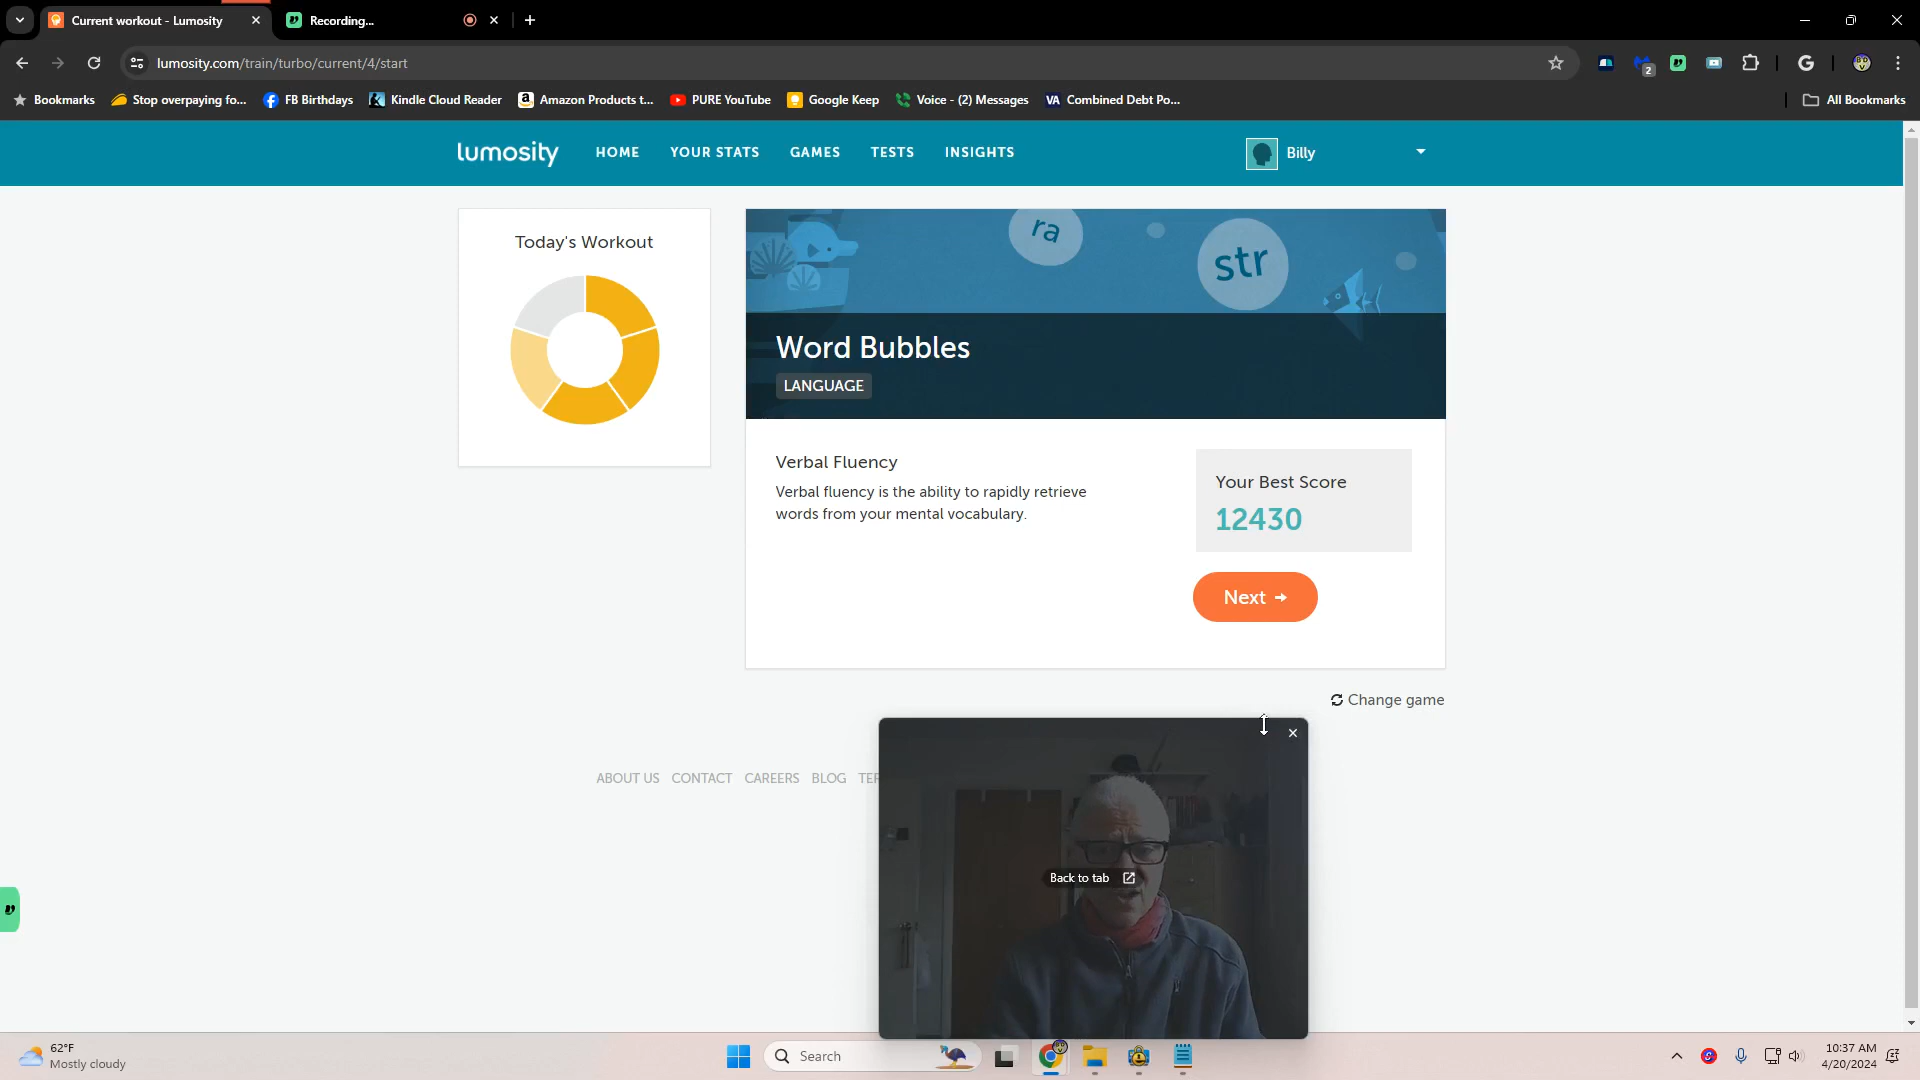 Current workout - Lumosity
Recording...
lumosity.com/train/turbo/current/4/start
2
G
Bookmarks
Stop overpaying fo...
FB Birthdays
Kindle Cloud Reader
Amazon Products t...
PURE YouTube
Google Keep
Voice - (2) Messages
VA Combined Debt Po...
All Bookmarks
lumosity
HOME
YOUR STATS
GAMES
TESTS
INSIGHTS
Billy
Today's Workout
ra
str
Word Bubbles
LANGUAGE
Verbal Fluency
Verbal fluency is the ability to rapidly retrieve
words from your mental vocabulary.
Your Best Score
12430
Next
Change game
ABOUT US
CONTACT
CAREERS
BLOG
Back to tab
62°F
Mostly cloudy
Search
10:37 AM
4/20/2024